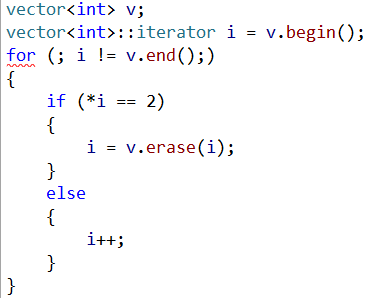 vector<int> v;
vector<int>::iterator i = v.begin();
for (; i != v.end();)
{
    if (*i == 2)
    {
        i = v.erase(i);
    }
    else
    {
        i++;
    }
}